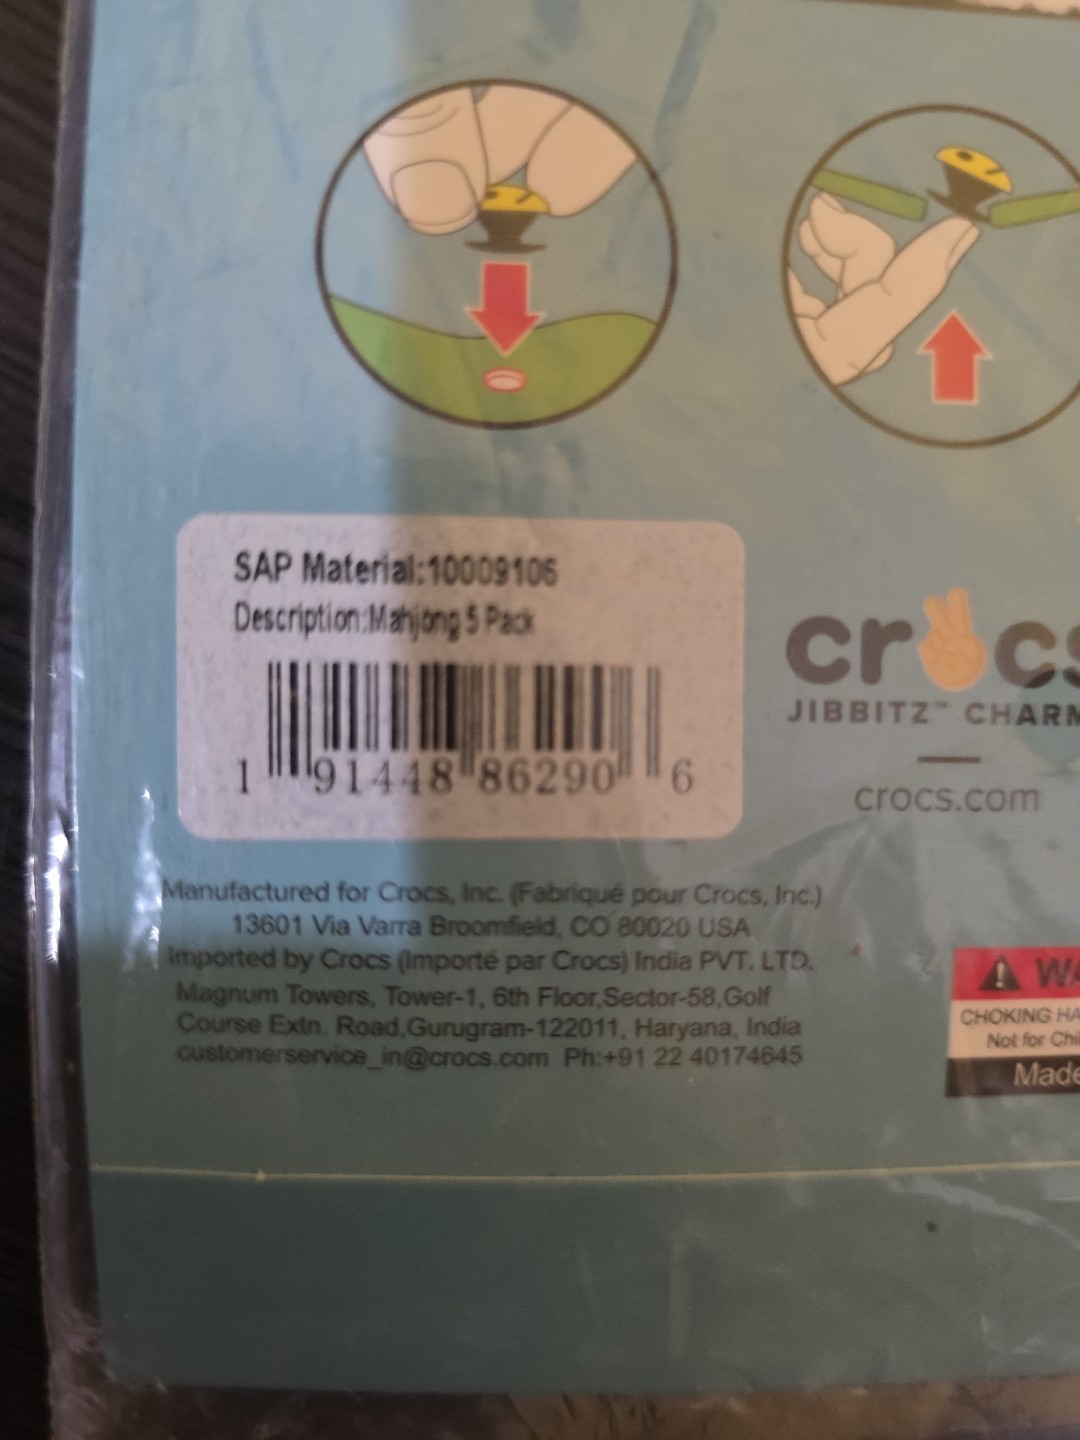 SAP Material:10009106
Description:Mahjong 5 Pack
1 91448 86290 6
crocs
JIBBITZ™ CHARM
crocs.com
Manufactured for Crocs, Inc. (Fabriqué pour Crocs, Inc.)
13601 Via Varra Broomfield, CO 80020 USA
Imported by Crocs (Importé par Crocs) India PVT. LTD.
Magnum Towers, Tower-1, 6th Floor,Sector-58,Golf
Course Extn. Road,Gurugram-122011, Haryana, India
customerservice_in@crocs.com Ph:+91 22 40174645
CHOKING
Not for
Made